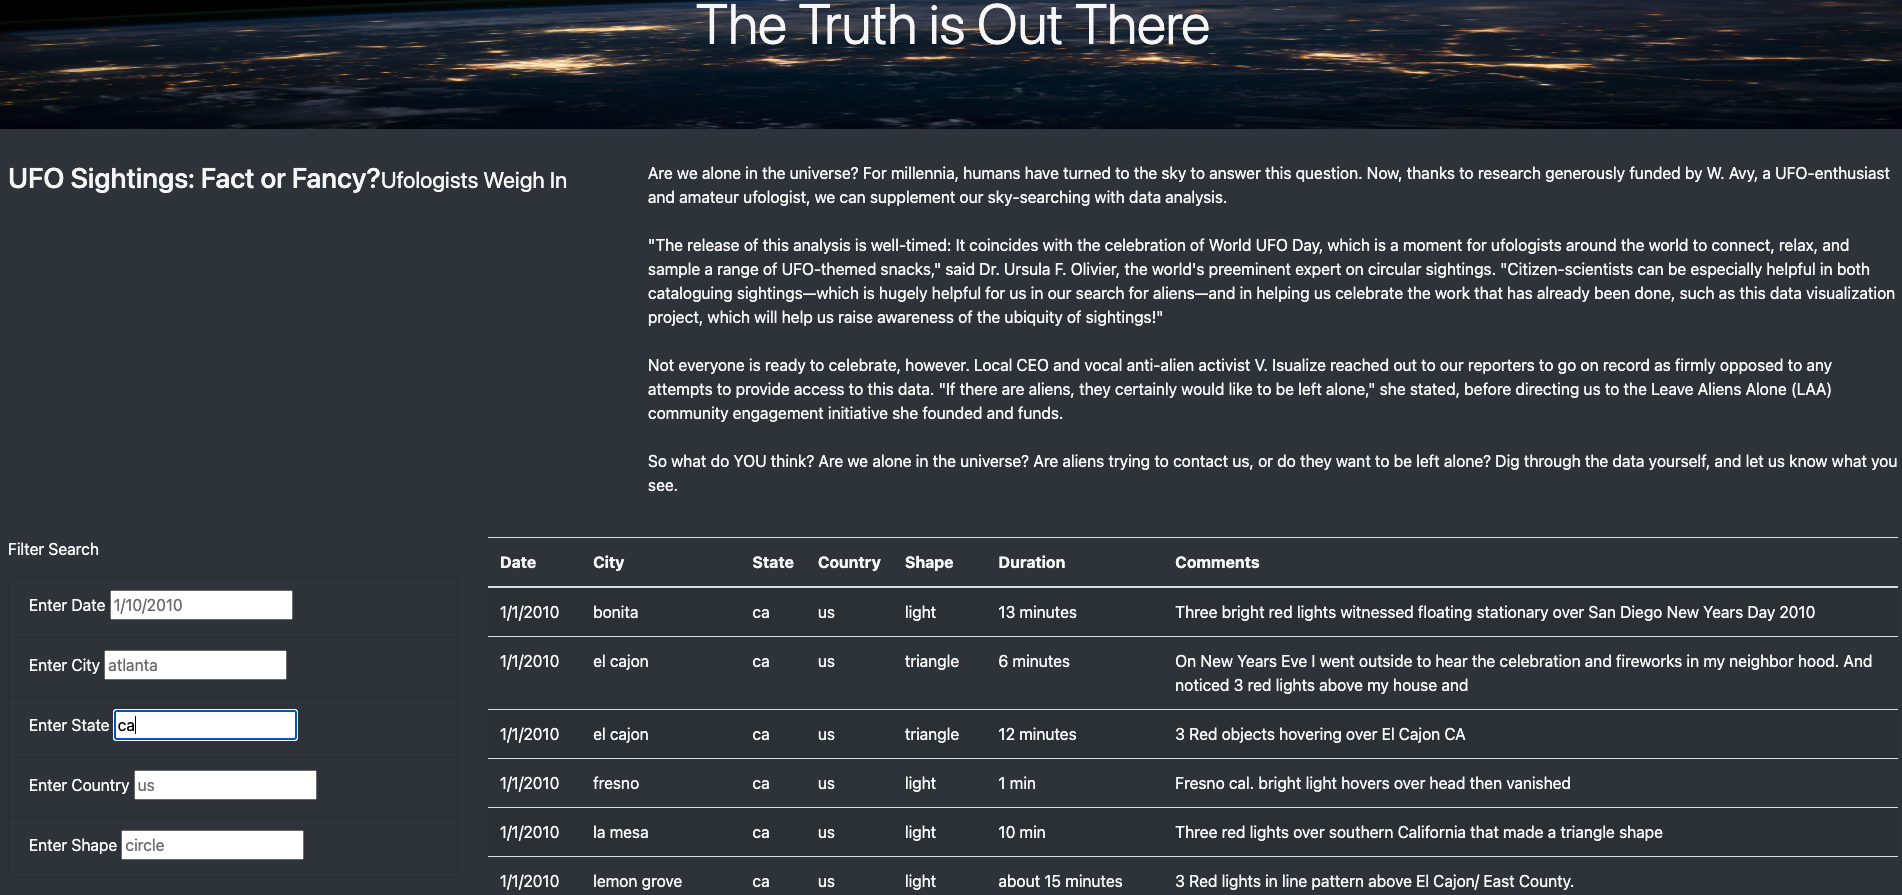 The Truth is Out There
UFO Sightings: Fact or Fancy?Ufologists Weigh In
Are we alone in the universe? For millennia, humans have turned to the sky to answer this question. Now, thanks to research generously funded by W. Avy, a UFO-enthusiast
and amateur ufologist, we can supplement our sky-searching with data analysis.
"The release of this analysis is well-timed: It coincides with the celebration of World UFO Day, which is a moment for ufologists around the world to connect, relax, and
sample a range of UFO-themed snacks," said Dr. Ursula F. Olivier, the world's preeminent expert on circular sightings. "Citizen-scientists can be especially helpful in both
cataloguing sightings—which is hugely helpful for us in our search for aliens—and in helping us celebrate the work that has already been done, such as this data visualization
project, which will help us raise awareness of the ubiquity of sightings!"
Not everyone is ready to celebrate, however. Local CEO and vocal anti-alien activist V. Isualize reached out to our reporters to go on record as firmly opposed to any
attempts to provide access to this data. "If there are aliens, they certainly would like to be left alone," she stated, before directing us to the Leave Aliens Alone (LAA)
community engagement initiative she founded and funds.
So what do YOU think? Are we alone in the universe? Are aliens trying to contact us, or do they want to be left alone? Dig through the data yourself, and let us know what you
see.
Filter Search
Enter Date 1/10/2010
Enter City atlanta
Enter State ca
Enter Country us
Enter Shape circle
Date City State Country Shape Duration Comments
1/1/2010 bonita ca us light 13 minutes Three bright red lights witnessed floating stationary over San Diego New Years Day 2010
1/1/2010 el cajon ca us triangle 6 minutes On New Years Eve I went outside to hear the celebration and fireworks in my neighbor hood. And
noticed 3 red lights above my house and
1/1/2010 el cajon ca us triangle 12 minutes 3 Red objects hovering over El Cajon CA
1/1/2010 fresno ca us light 1 min Fresno cal. bright light hovers over head then vanished
1/1/2010 la mesa ca us light 10 min Three red lights over southern California that made a triangle shape
1/1/2010 lemon grove ca us light about 15 minutes 3 Red lights in line pattern above El Cajon/ East County.